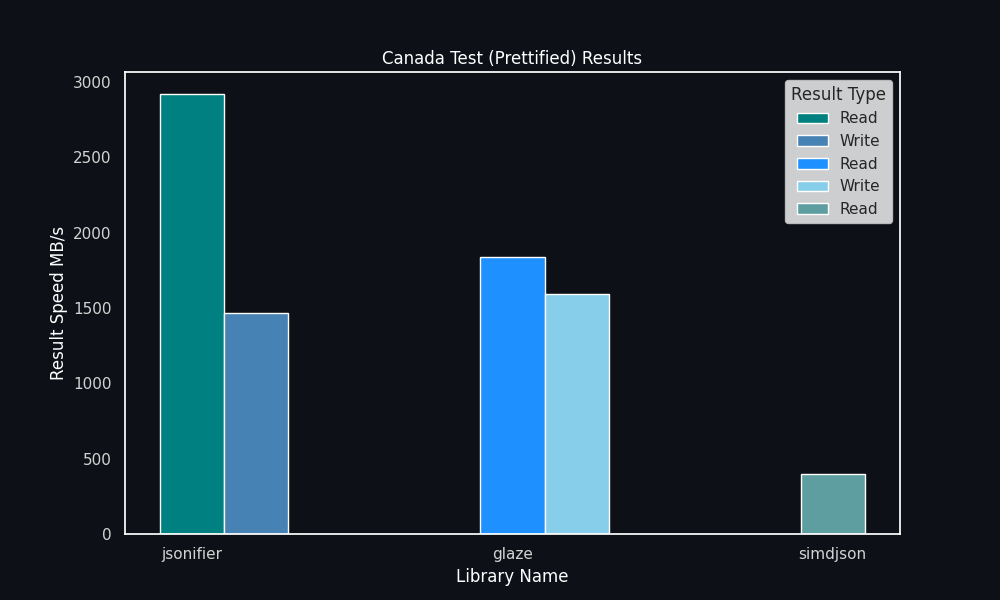 Canada Test (Prettified) Results
3000
2500
2000
1500
1000
500
0
Result Speed MB/s
Result Type
Read
Write
Read
Write
Read
jsonifier
glaze
simdjson
Library Name